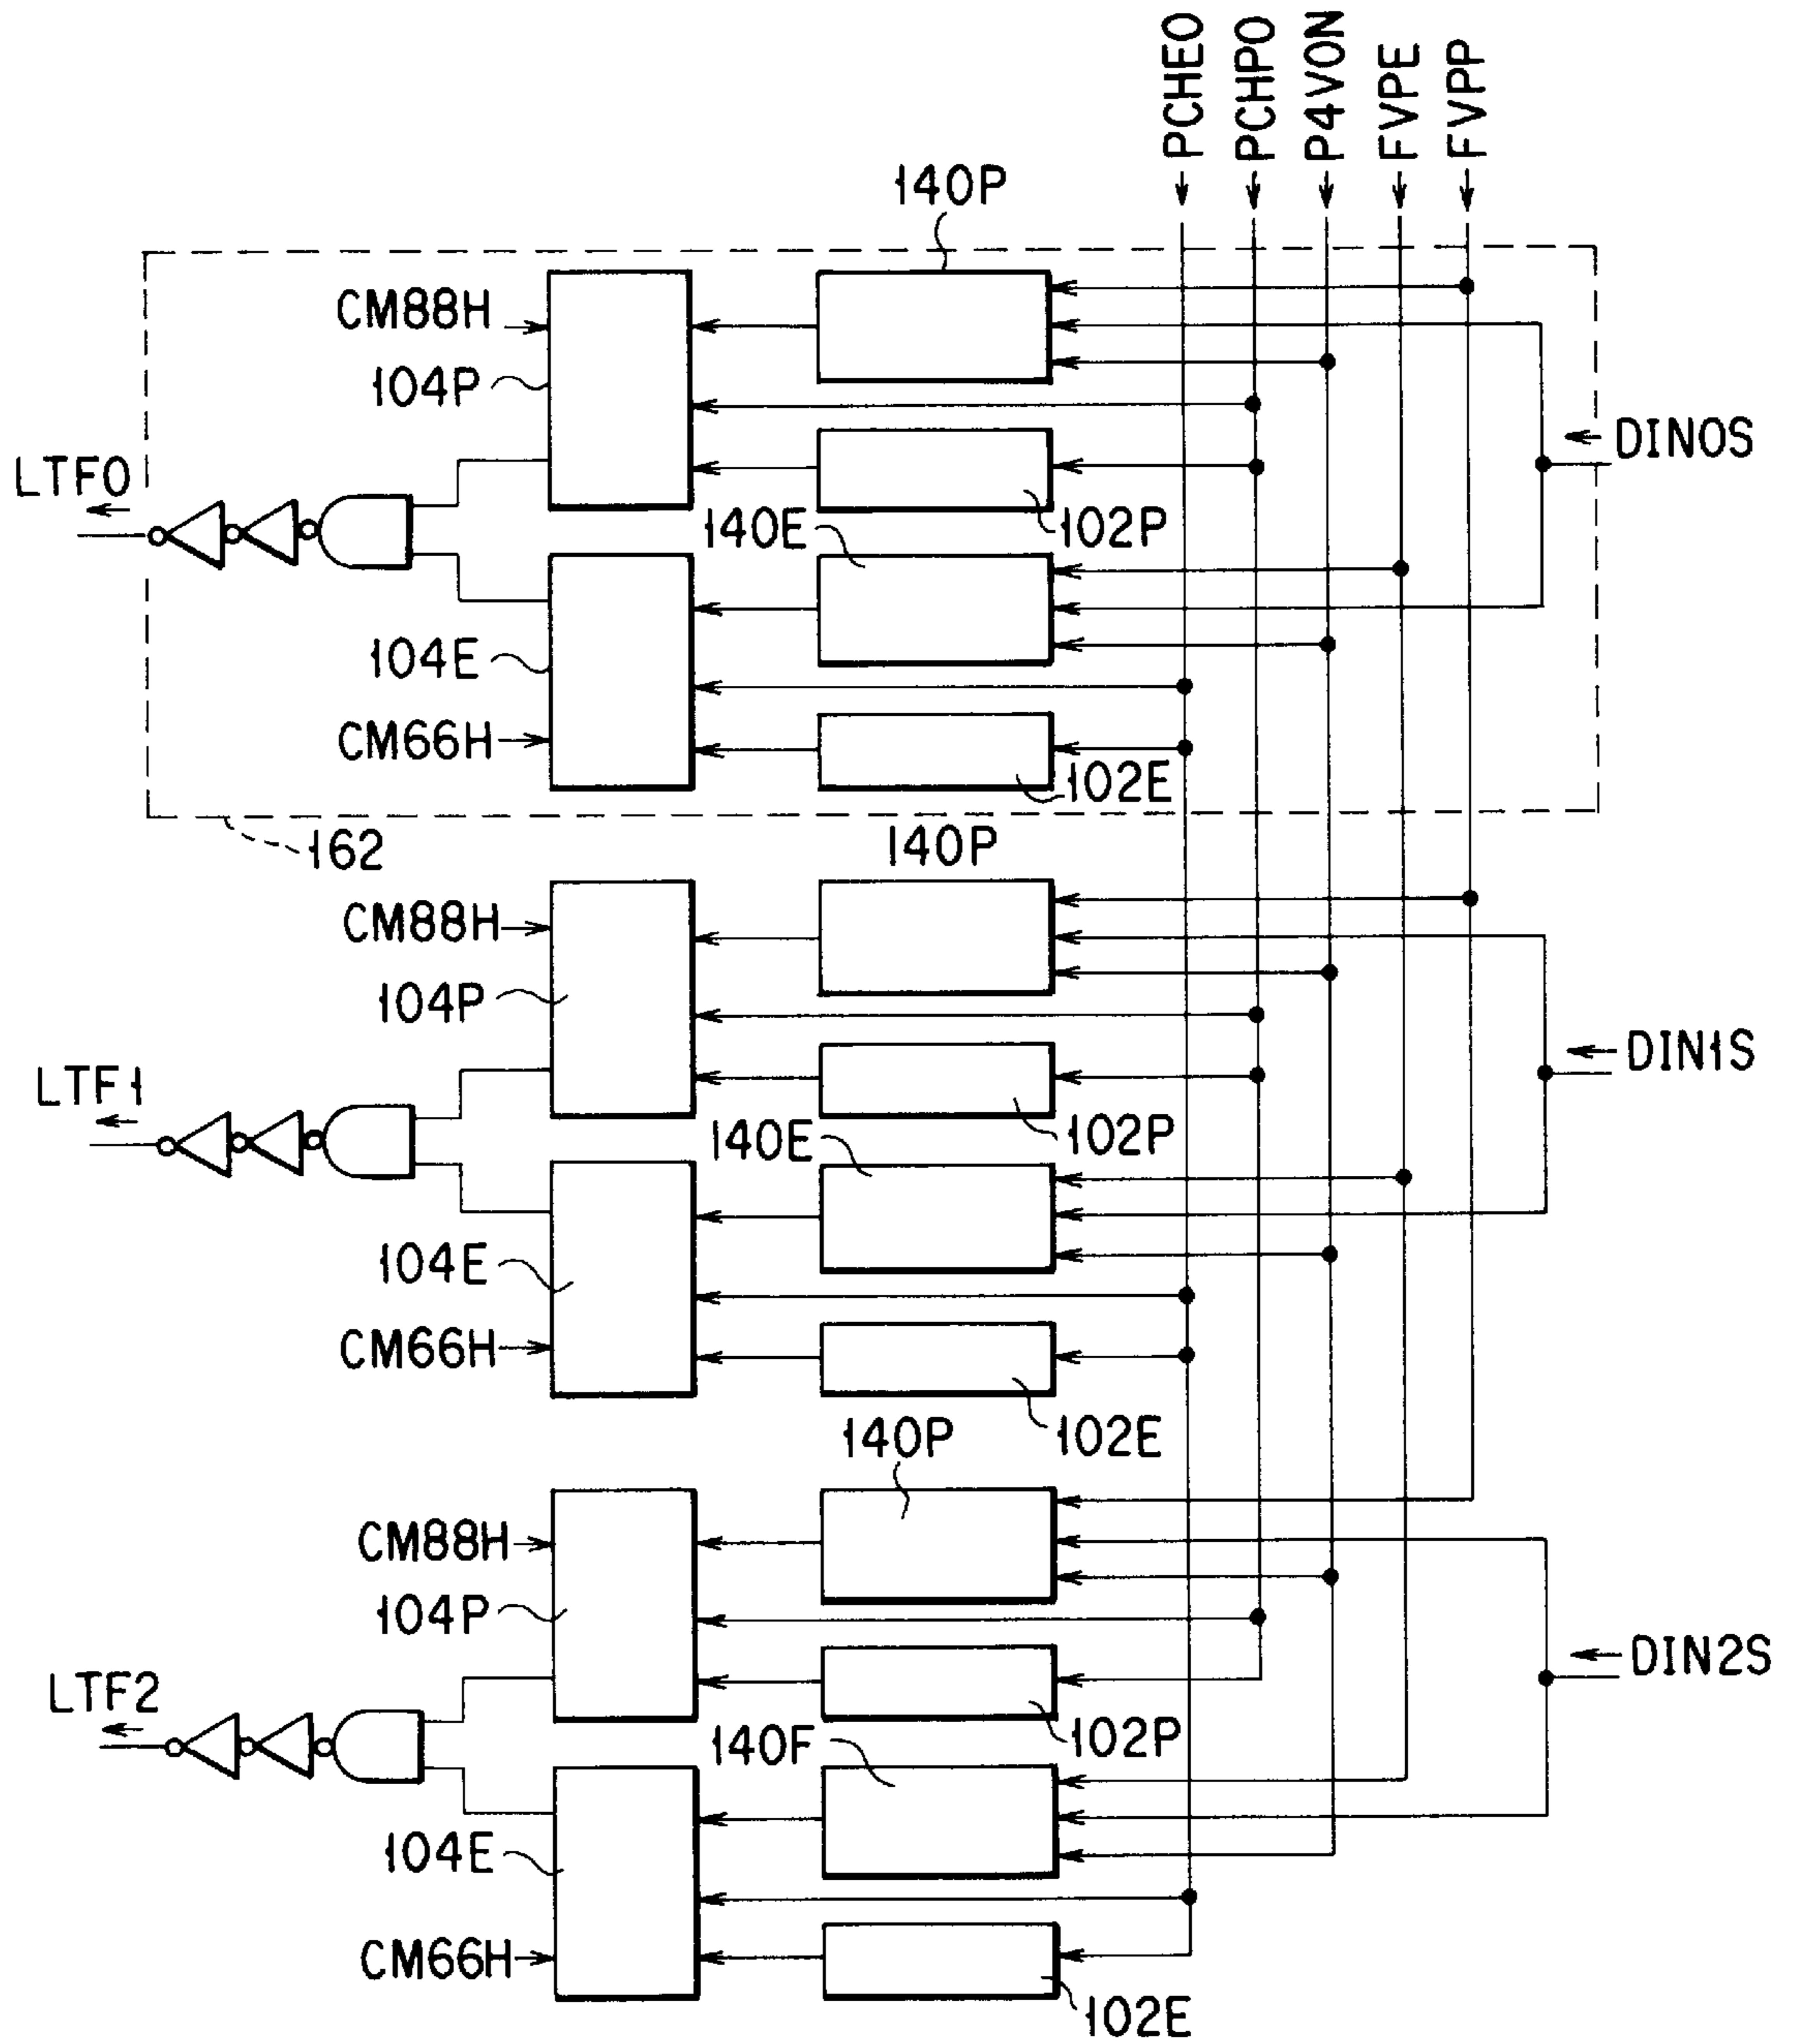 PCHEO
PCHPO
P4VON
FVPE
FVPP
140P
CM88H
104P
DINOS
LTFO
102P
140E
104E
CM66H
102E
162
140P
CM88H
104P
DIN1S
LTF1
102P
140E
104E
CM66H
102E
140P
CM88H
104P
DIN2S
LTF2
102P
140F
104E
CM66H
102E